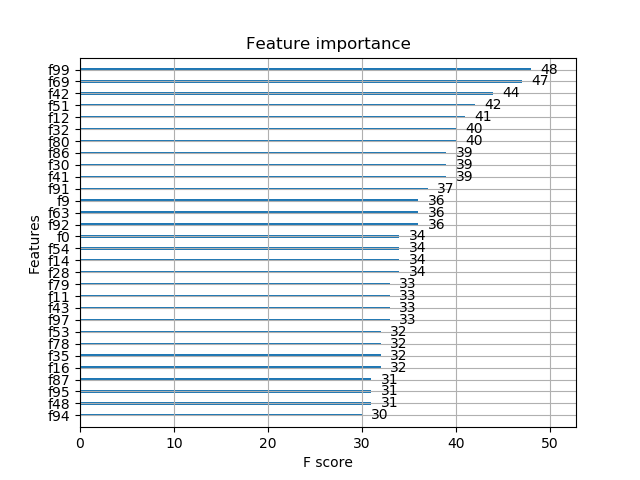 Feature importance
Features
f99 48
f69 47
f42 44
f51 42
f12 41
f32 40
f80 40
f86 39
f30 39
f41 39
f91 37
f9 36
f63 36
f92 36
f0 34
f54 34
f14 34
f28 34
f79 33
f11 33
f43 33
f97 33
f53 32
f78 32
f35 32
f16 32
f87 31
f95 31
f48 31
f94 30
0 10 20 30 40 50
F score